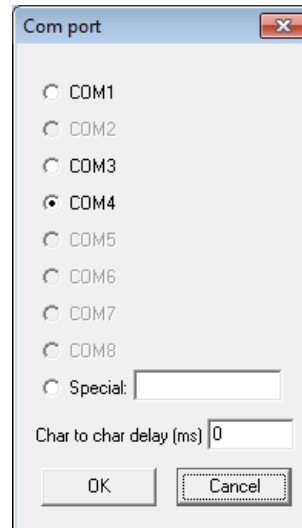 Com port
COM1
COM2
COM3
COM4
COM5
COM6
COM7
COM8
Special:
Char to char delay (ms) 0
OK Cancel